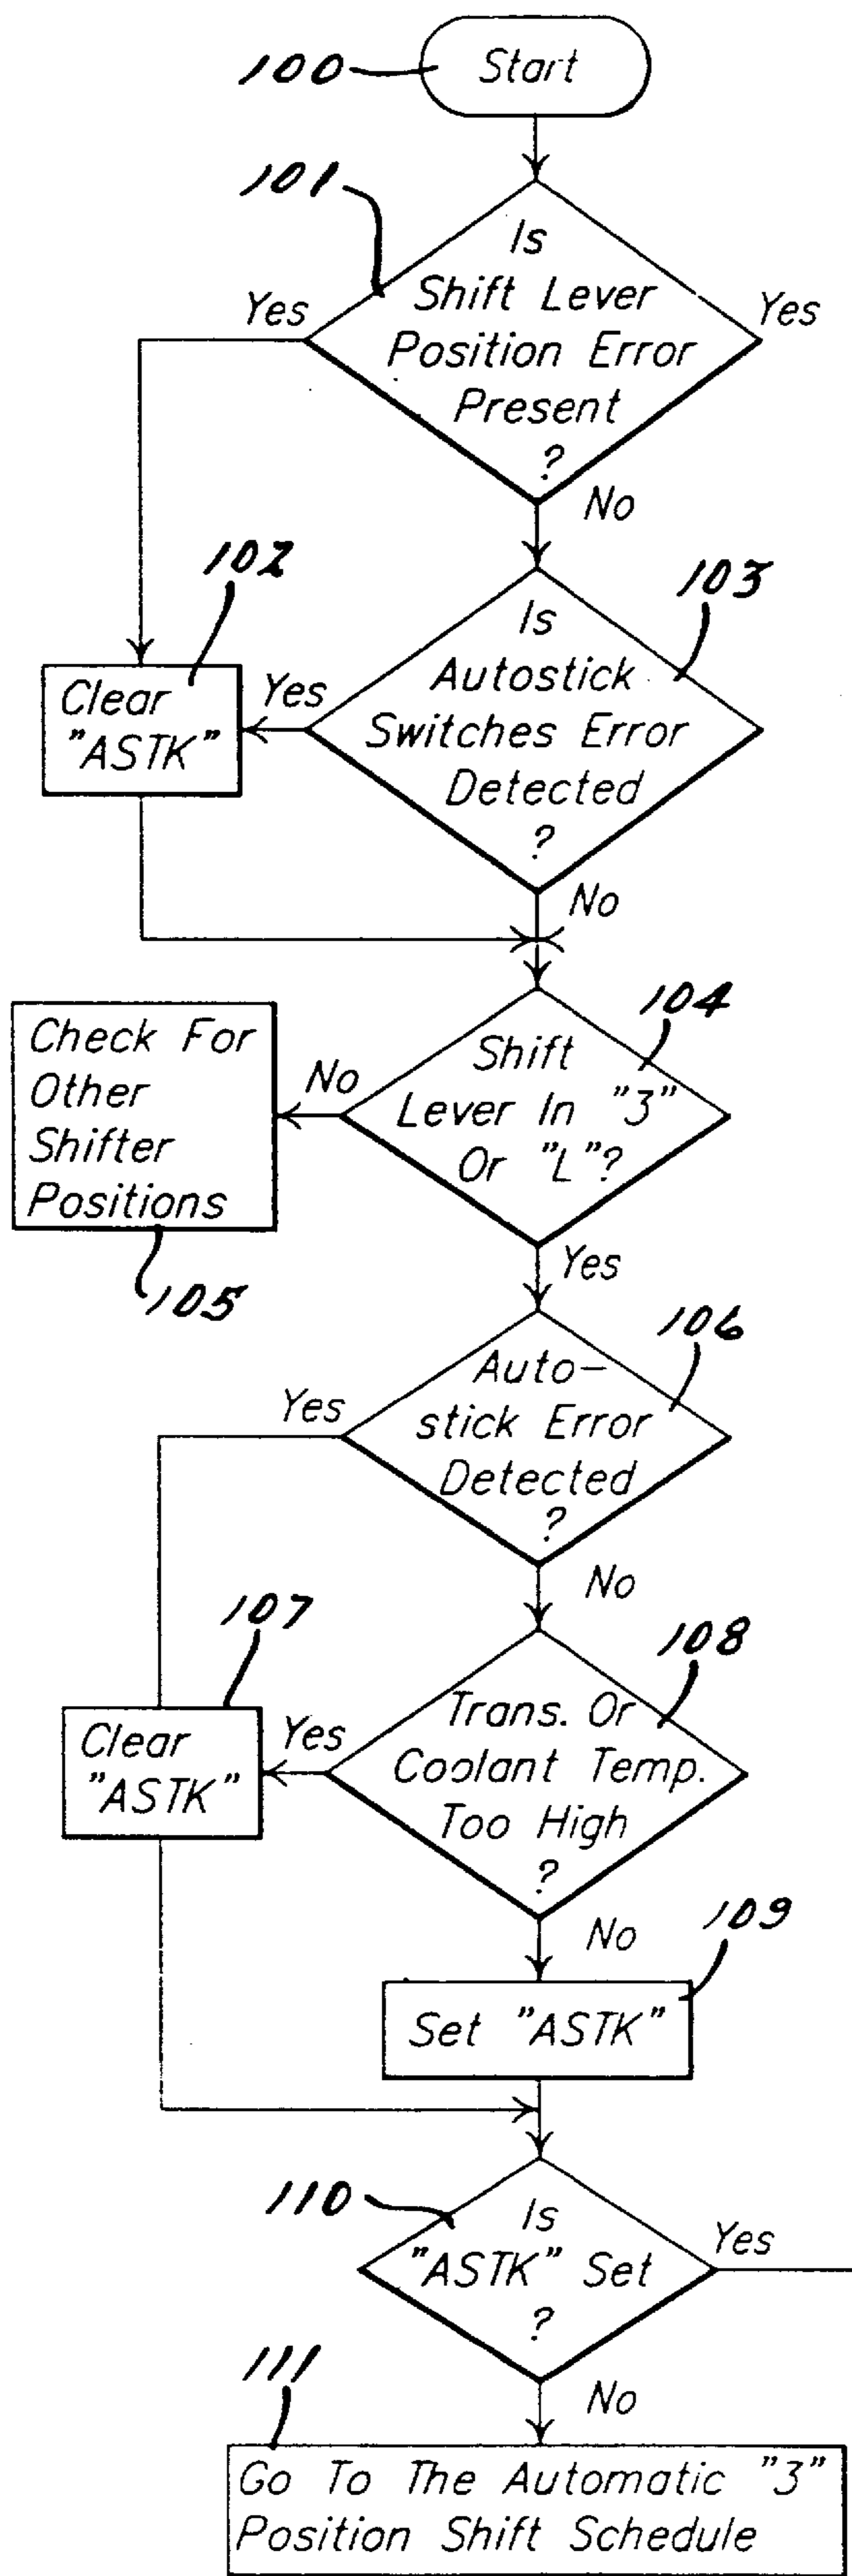 100
Start
101
Is
Shift Lever
Position Error
Present
?
Yes
Yes
No
102
Clear
"ASTK"
Yes
103
Is
Autostick
Switches Error
Detected
?
No
104
Shift
Lever In "3"
Or "L"?
No
Check For
Other
Shifter
Positions
105
Yes
106
Auto-
stick Error
Detected
?
Yes
No
107
Clear
"ASTK"
Yes
108
Trans. Or
Coolant Temp.
Too High
?
No
109
Set "ASTK"
110
Is
"ASTK" Set
?
Yes
No
111
Go To The Automatic "3"
Position Shift Schedule